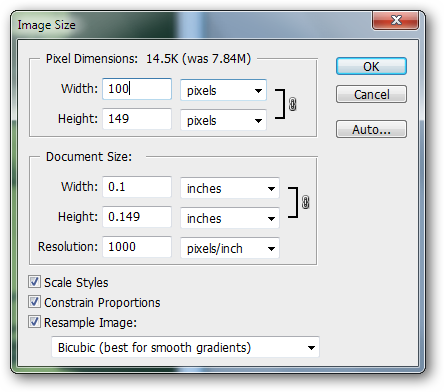 Image Size
Pixel Dimensions: 14.5K (was 7.84M)
Width: 100 pixels
Height: 149 pixels
OK
Cancel
Auto...
Document Size:
Width: 0.1 inches
Height: 0.149 inches
Resolution: 1000 pixels/inch
Scale Styles
Constrain Proportions
Resample Image:
Bicubic (best for smooth gradients)